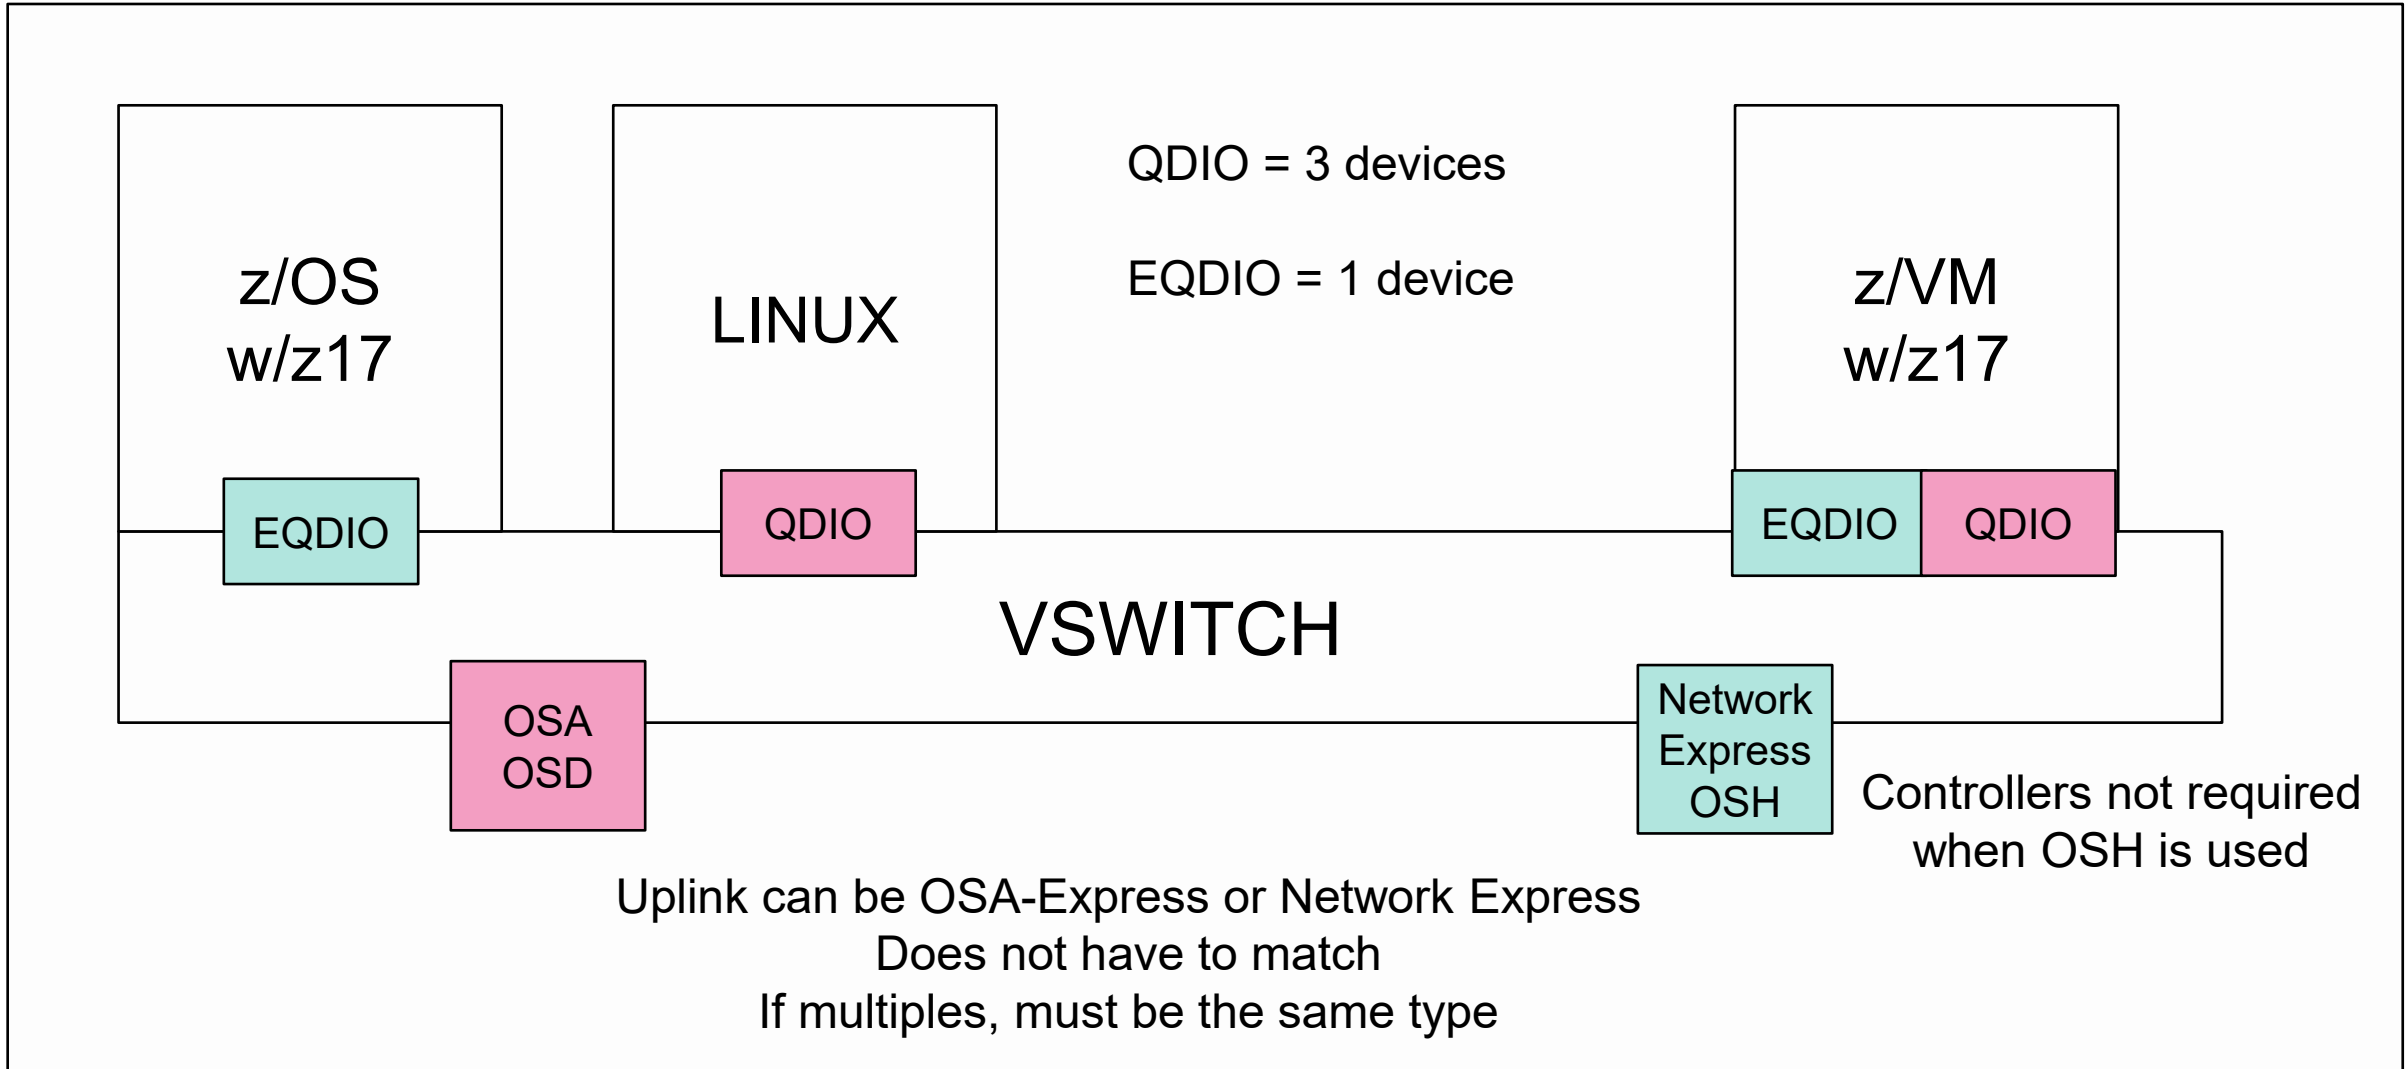 z/OS
w/z17
LINUX
QDIO = 3 devices
EQDIO = 1 device
z/VM
w/z17
EQDIO
QDIO
EQDIO
QDIO
VSWITCH
OSA
OSD
Network
Express
OSH
Controllers not required
when OSH is used
Uplink can be OSA-Express or Network Express
Does not have to match
If multiples, must be the same type